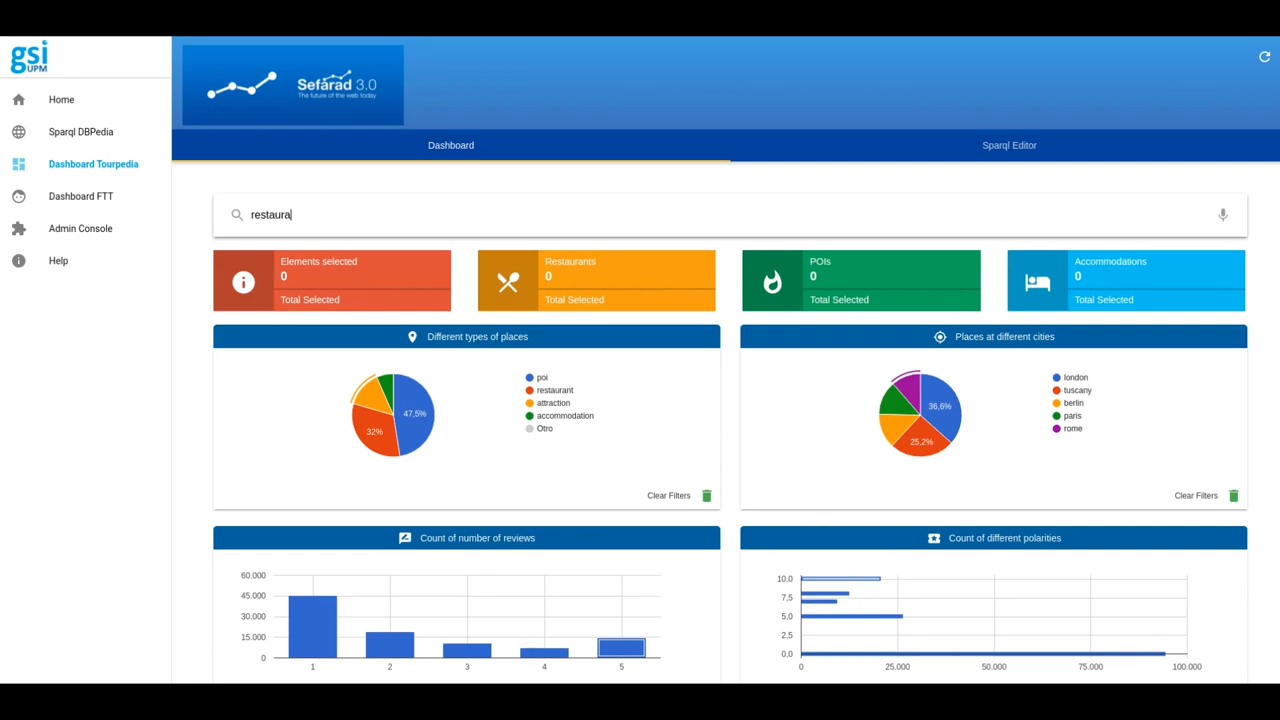 gsi
UPM
Home
Sparql DBPedia
Dashboard Tourpedia
Dashboard FTT
Admin Console
Help
Sefarad 3.0
The future of the web today
Dashboard
Sparql Editor
restaura
Elements selected
0
Total Selected
Restaurants
0
Total Selected
POIs
0
Total Selected
Accommodations
0
Total Selected
Different types of places
47,5%
32%
poi
restaurant
attraction
accommodation
Otro
Clear Filters
Places at different cities
36,6%
25,2%
london
tuscany
berlin
paris
rome
Clear Filters
Count of number of reviews
60.000
45.000
30.000
15.000
0
1 2 3 4 5
Count of different polarities
10,0
7,5
5,0
2,5
0,0
0 25.000 50.000 75.000 100.000